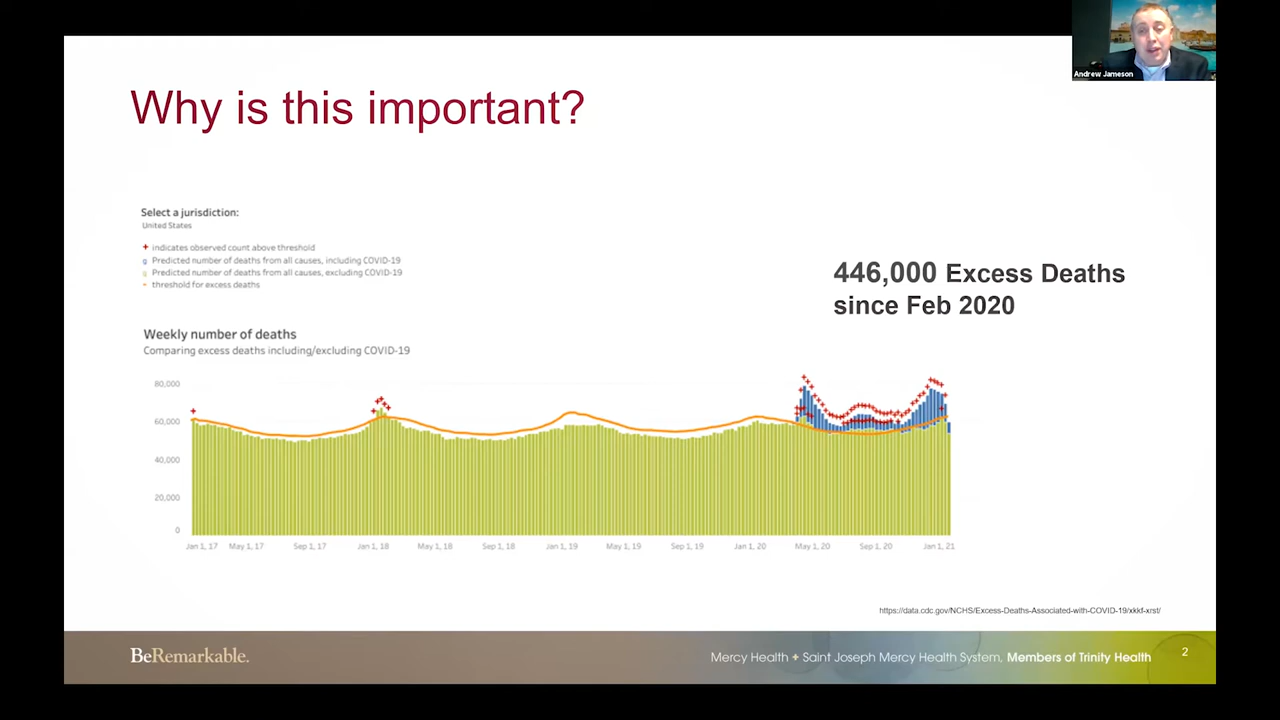 Andrew Jameson
Why is this important?
Select a jurisdiction:
United States
+ indicates observed count above threshold
g Predicted number of deaths from all causes, including COVID-19
g Predicted number of deaths from all causes, excluding COVID-19
- threshold for excess deaths
446,000 Excess Deaths
since Feb 2020
Weekly number of deaths
Comparing excess deaths including/excluding COVID-19
80,000
60,000
40,000
20,000
0
Jan 1, 17 May 1, 17 Sep 1, 17 Jan 1, 18 May 1, 18 Sep 1, 18 Jan 1, 19 May 1, 19 Sep 1, 19 Jan 1, 20 May 1, 20 Sep 1, 20 Jan 1, 21
https://data.cdc.gov/NCHS/Excess-Deaths-Associated-with-COVID-19/xkkf-xrst/
BeRemarkable.
Mercy Health + Saint Joseph Mercy Health System, Members of Trinity Health
2